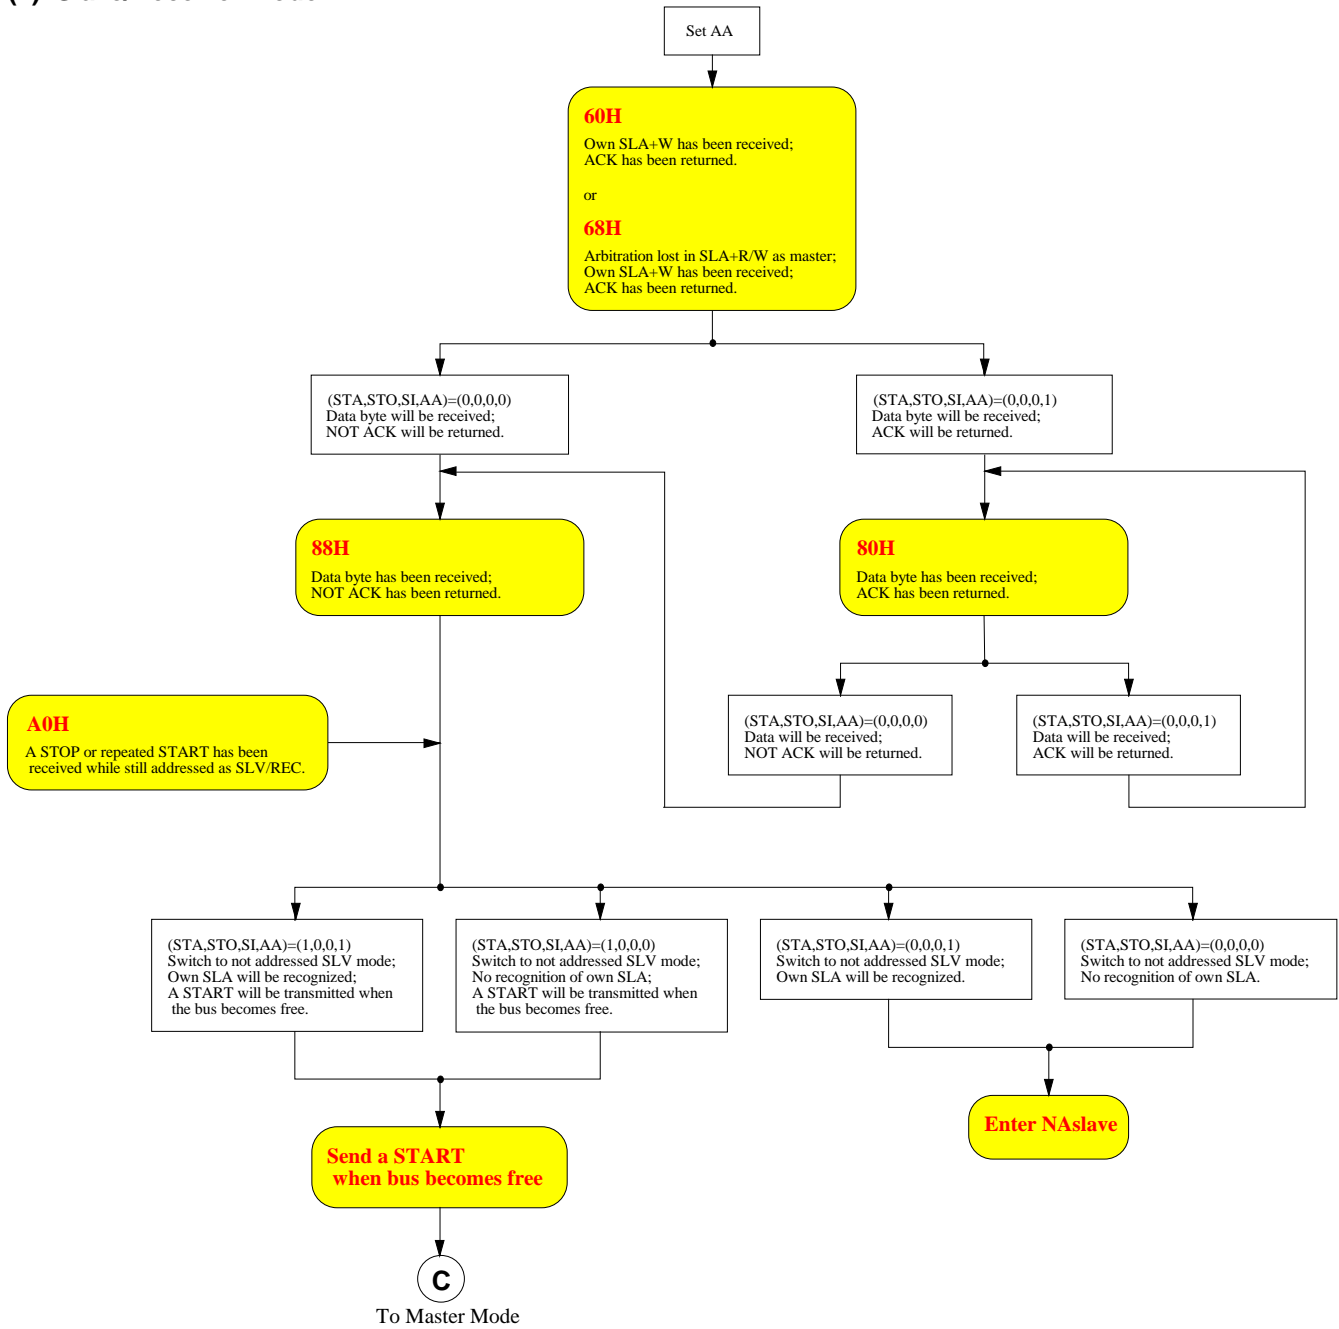 Set AA
60H
Own SLA+W has been received;
ACK has been returned.
or
68H
Arbitration lost in SLA+R/W as master;
Own SLA+W has been received;
ACK has been returned.
(STA,STO,SI,AA)=(0,0,0,0)
Data byte will be received;
NOT ACK will be returned.
(STA,STO,SI,AA)=(0,0,0,1)
Data byte will be received;
ACK will be returned.
88H
Data byte has been received;
NOT ACK has been returned.
80H
Data byte has been received;
ACK has been returned.
(STA,STO,SI,AA)=(0,0,0,0)
Data will be received;
NOT ACK will be returned.
(STA,STO,SI,AA)=(0,0,0,1)
Data will be received;
ACK will be returned.
A0H
A STOP or repeated START has been
received while still addressed as SLV/REC.
(STA,STO,SI,AA)=(1,0,0,1)
Switch to not addressed SLV mode;
Own SLA will be recognized;
A START will be transmitted when
the bus becomes free.
(STA,STO,SI,AA)=(1,0,0,0)
Switch to not addressed SLV mode;
No recognition of own SLA;
A START will be transmitted when
the bus becomes free.
(STA,STO,SI,AA)=(0,0,0,1)
Switch to not addressed SLV mode;
Own SLA will be recognized.
(STA,STO,SI,AA)=(0,0,0,0)
Switch to not addressed SLV mode;
No recognition of own SLA.
Enter NAslave
Send a START
when bus becomes free
C
To Master Mode